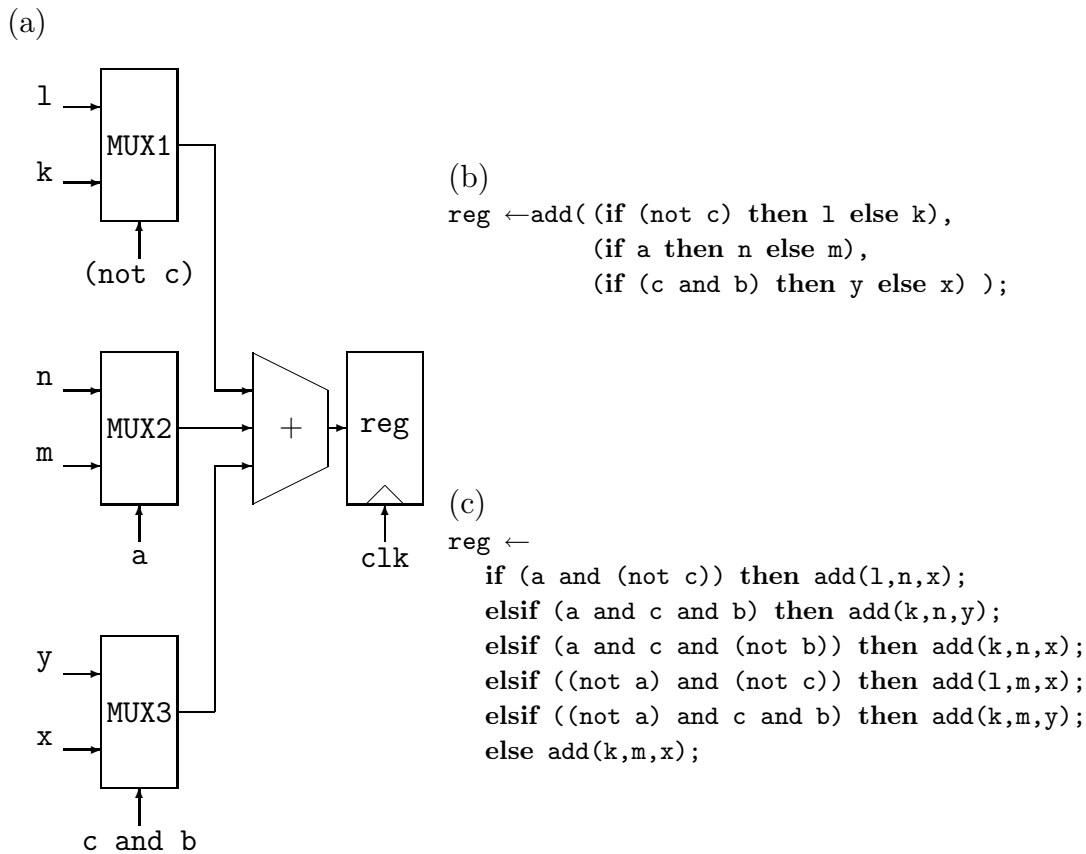 (a)
l
MUX1
k
(not c)
n
MUX2
m
a
+
reg
clk
y
MUX3
x
c and b
(b)
reg ←add( (if (not c) then l else k),
(if a then n else m),
(if (c and b) then y else x) );
(c)
reg ←
if (a and (not c)) then add(l,n,x);
elsif (a and c and b) then add(k,n,y);
elsif (a and c and (not b)) then add(k,n,x);
elsif ((not a) and (not c)) then add(l,m,x);
elsif ((not a) and c and b) then add(k,m,y);
else add(k,m,x);